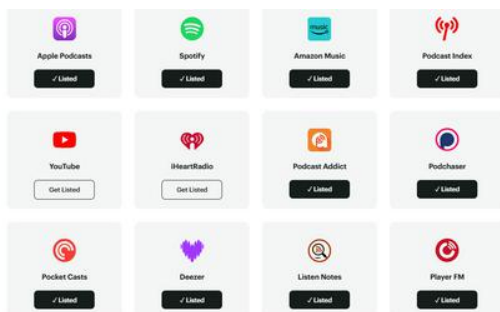 music
Apple Podcasts
✓ Listed
Spotify
✓ Listed
Amazon Music
✓ Listed
Podcast Index
✓ Listed
YouTube
Get Listed
iHeartRadio
Get Listed
Podcast Addict
✓ Listed
Podchaser
✓ Listed
Pocket Casts
✓ Listed
Deezer
✓ Listed
Listen Notes
✓ Listed
Player FM
✓ Listed